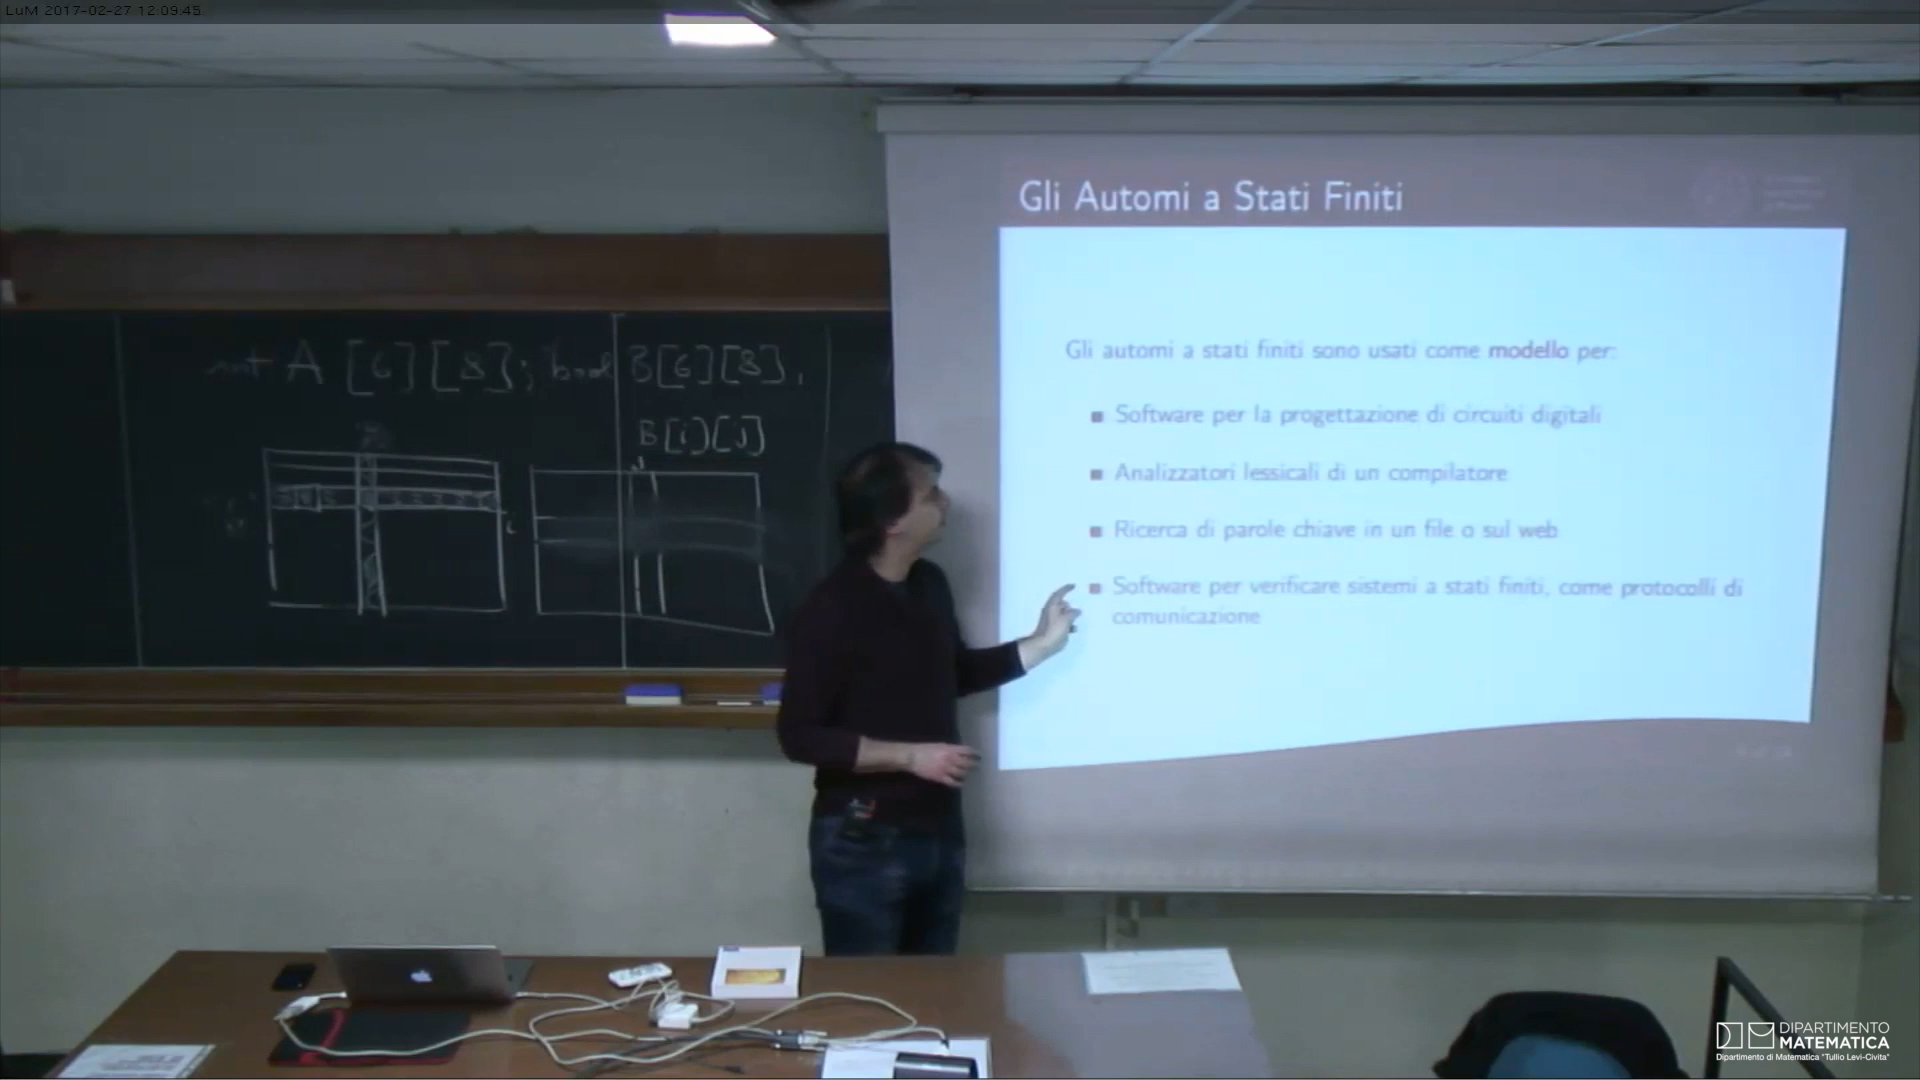 LuM 2017-02-27 12:09:45.
int A [6][8]; bool B[6][8],
B[i][j]
j
i
Gli Automi a Stati Finiti
Gli automi a stati finiti sono usati come modello per:
Software per la progettazione di circuiti digitali
Analizzatori lessicali di un compilatore
Ricerca di parole chiave in un file o sul web
Software per verificare sistemi a stati finiti, come protocolli di
comunicazione
DIPARTIMENTO
MATEMATICA
Dipartimento di Matematica "Tullio Levi-Civita"